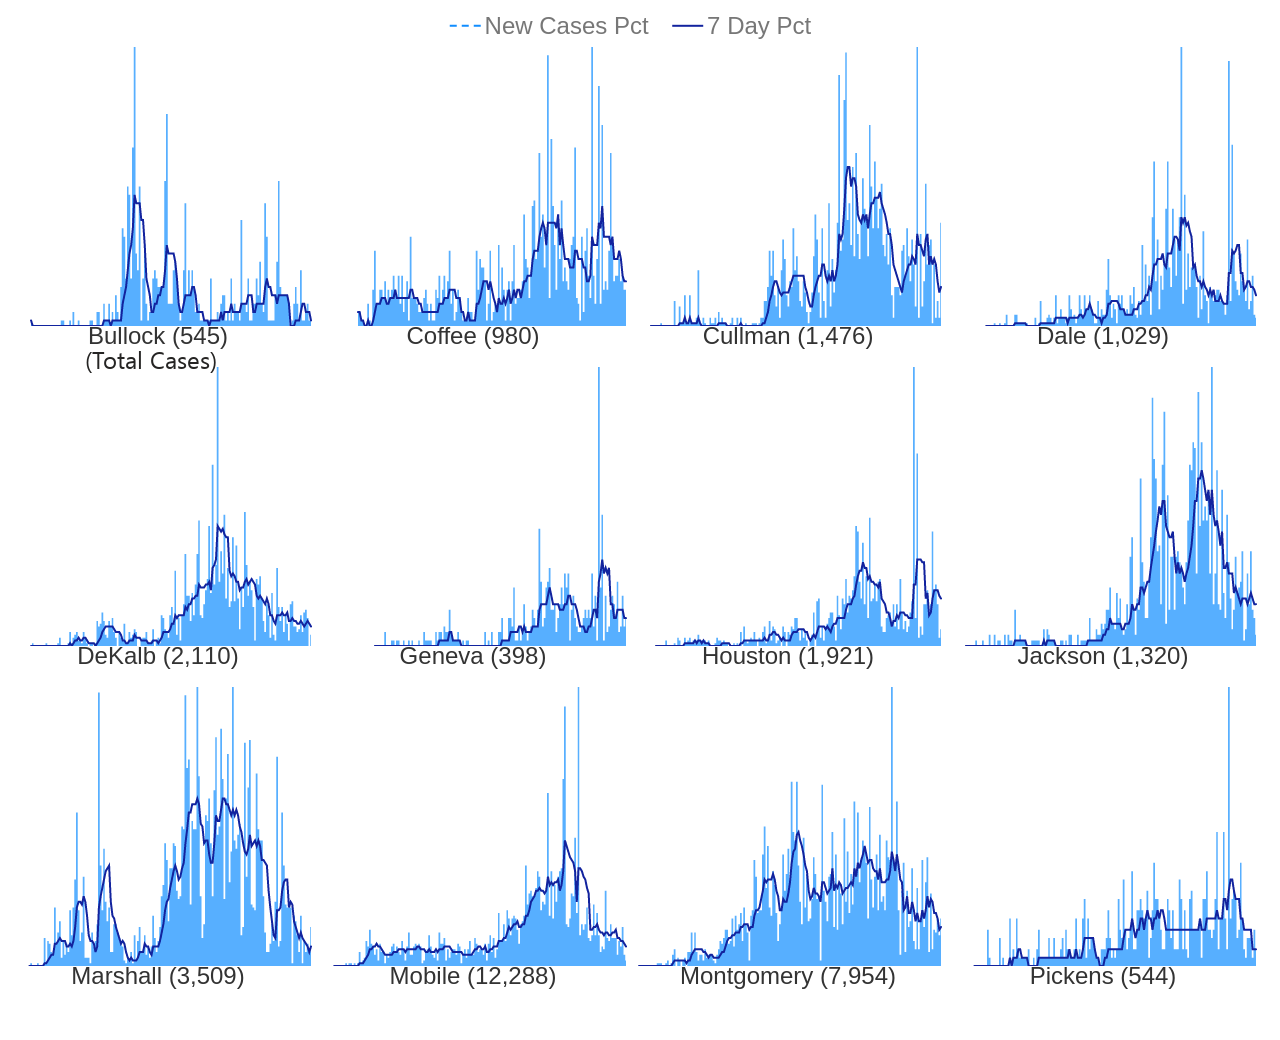 New Cases Pct 7 Day Pct
Bullock (545) Coffee (980) Cullman (1,476) Dale (1,029)
(Total Cases)
DeKalb (2,110) Geneva (398) Houston (1,921) Jackson (1,320)
Marshall (3,509) Mobile (12,288) Montgomery (7,954) Pickens (544)